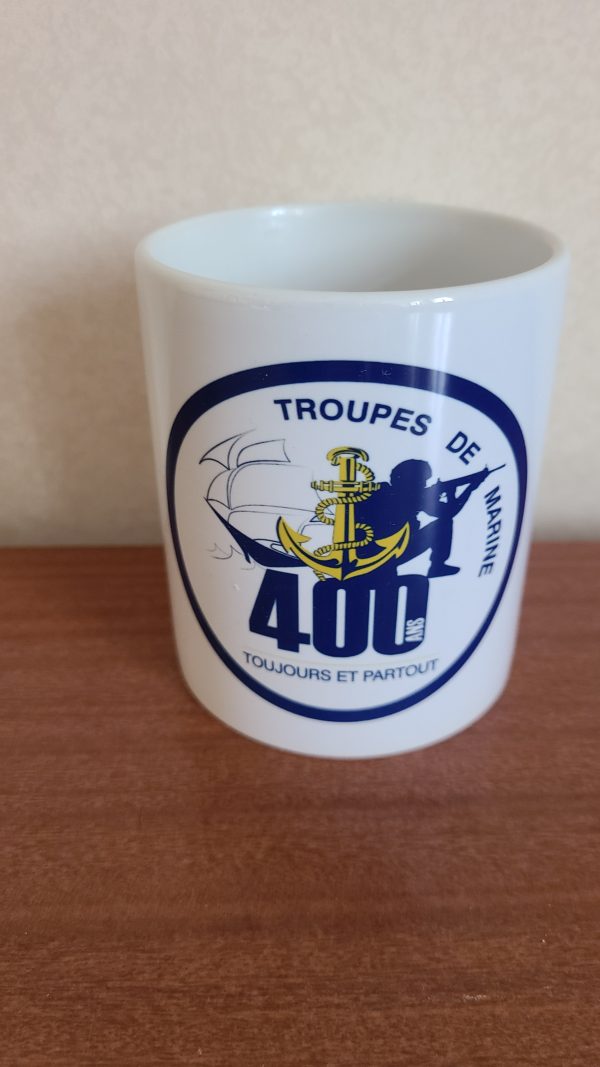 TROUPES DE MARINE
400
ANS
TOUJOURS ET PARTOUT